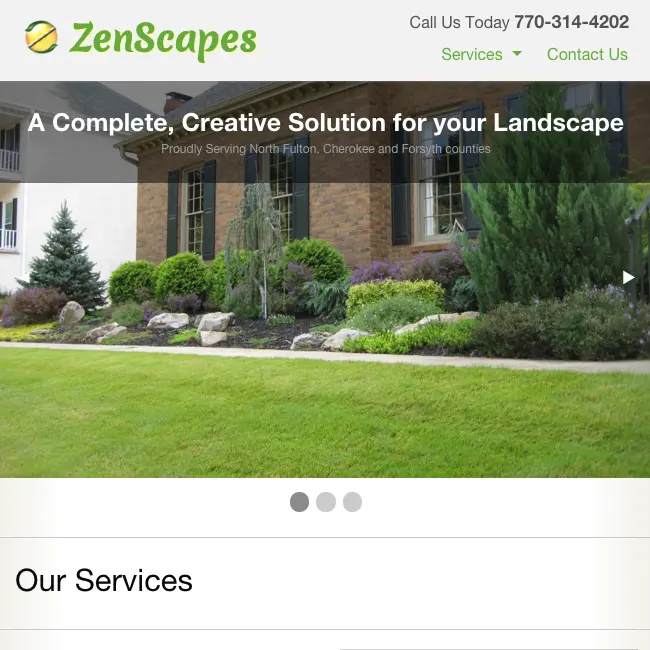 ZenScapes
Call Us Today 770-314-4202
Services
Contact Us
A Complete, Creative Solution for your Landscape
Proudly Serving North Fulton, Cherokee and Forsyth counties
Our Services